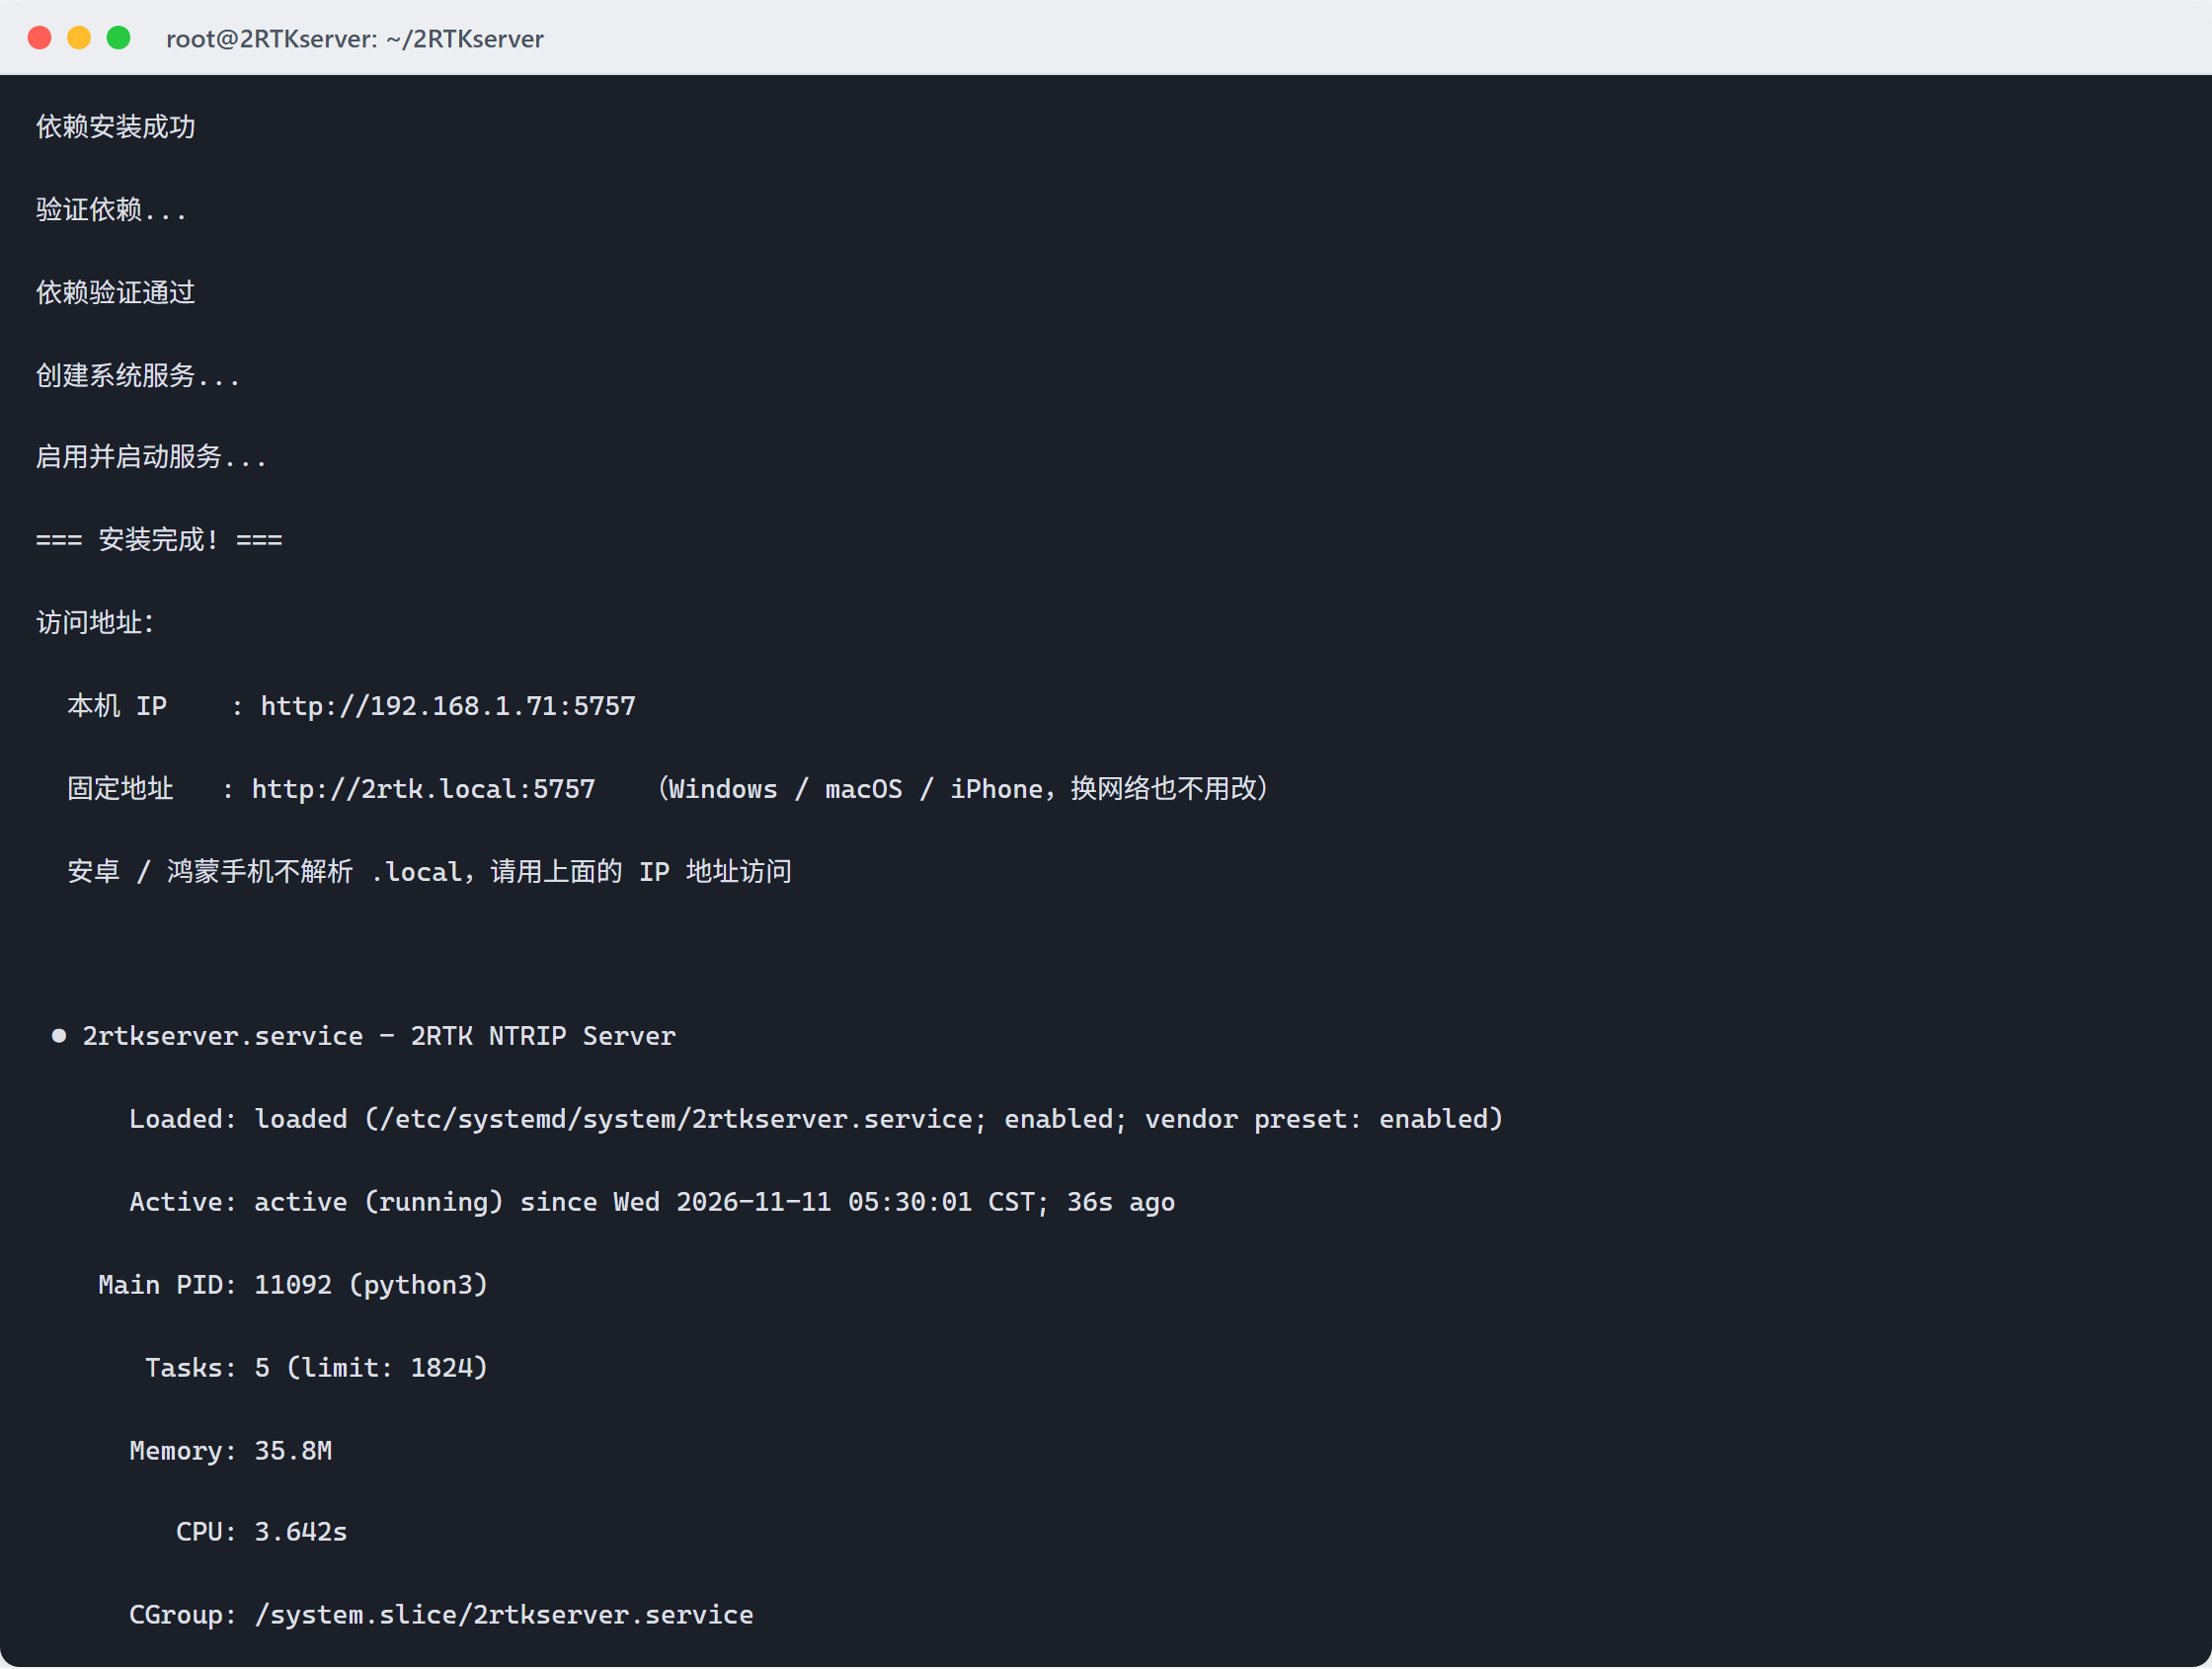 root@2RTKserver: ~/2RTKserver
依赖安装成功
验证依赖...
依赖验证通过
创建系统服务...
启用并启动服务...
=== 安装完成! ===
访问地址:
本机 IP    : http://192.168.1.71:5757
固定地址   : http://2rtk.local:5757   （Windows / macOS / iPhone，换网络也不用改）
安卓 / 鸿蒙手机不解析 .local，请用上面的 IP 地址访问
● 2rtkserver.service - 2RTK NTRIP Server
Loaded: loaded (/etc/systemd/system/2rtkserver.service; enabled; vendor preset: enabled)
Active: active (running) since Wed 2026-11-11 05:30:01 CST; 36s ago
Main PID: 11092 (python3)
Tasks: 5 (limit: 1824)
Memory: 35.8M
CPU: 3.642s
CGroup: /system.slice/2rtkserver.service